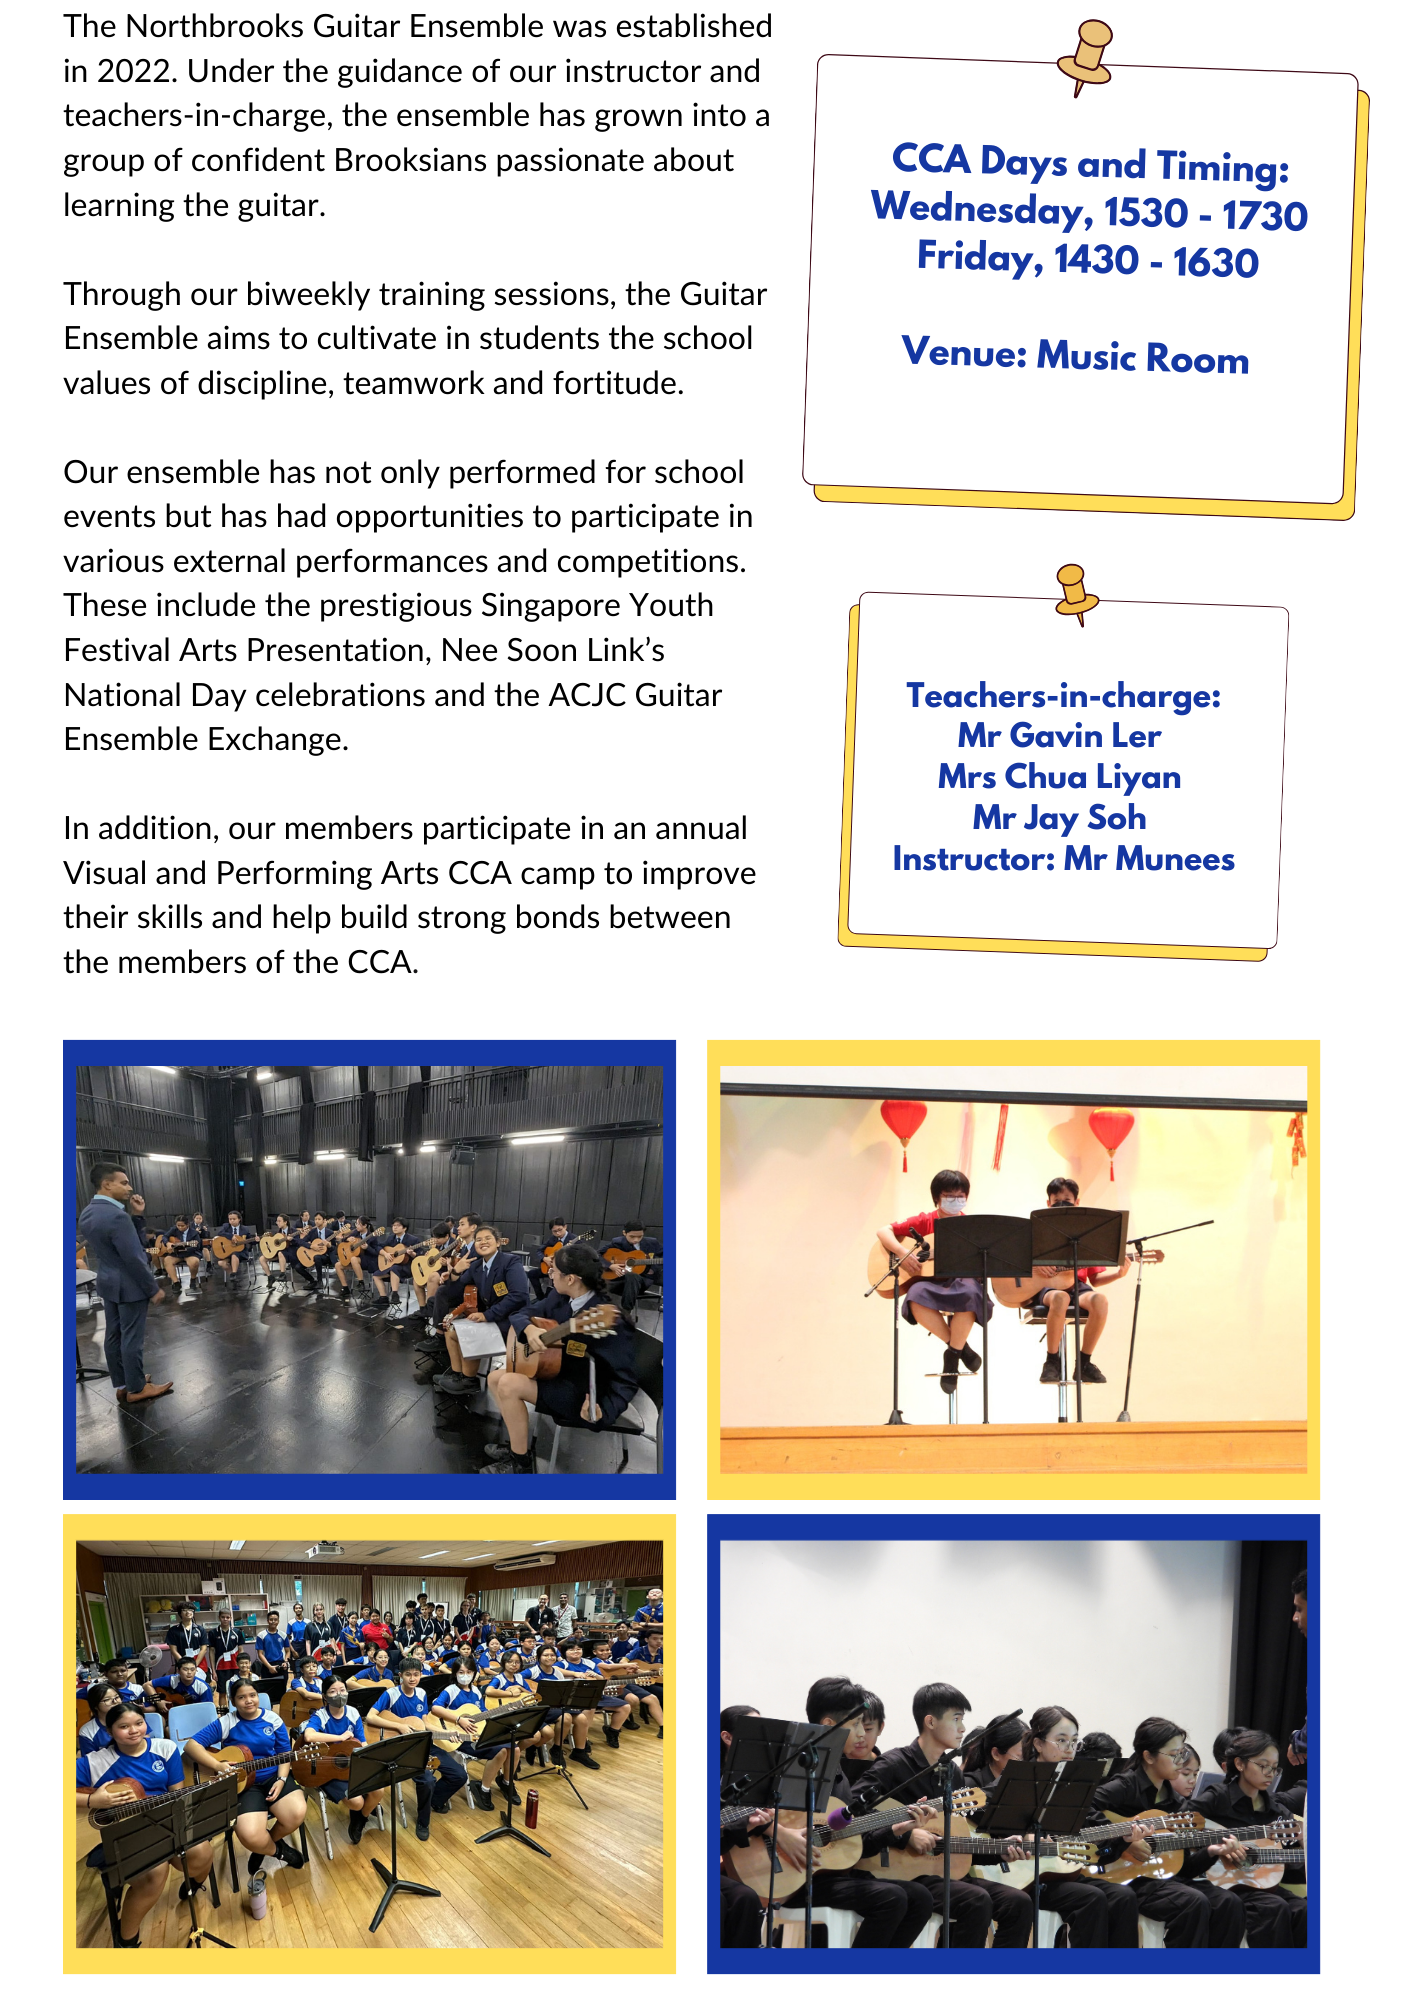 The Northbrooks Guitar Ensemble was established
in 2022. Under the guidance of our instructor and
teachers-in-charge, the ensemble has grown into a
group of confident Brooksians passionate about
learning the guitar.
Through our biweekly training sessions, the Guitar
Ensemble aims to cultivate in students the school
values of discipline, teamwork and fortitude.
Our ensemble has not only performed for school
events but has had opportunities to participate in
various external performances and competitions.
These include the prestigious Singapore Youth
Festival Arts Presentation, Nee Soon Link’s
National Day celebrations and the ACJC Guitar
Ensemble Exchange.
In addition, our members participate in an annual
Visual and Performing Arts CCA camp to improve
their skills and help build strong bonds between
the members of the CCA.
CCA Days and Timing:
Wednesday, 1530 - 1730
Friday, 1430 - 1630
Venue: Music Room
Teachers-in-charge:
Mr Gavin Ler
Mrs Chua Liyan
Mr Jay Soh
Instructor: Mr Munees